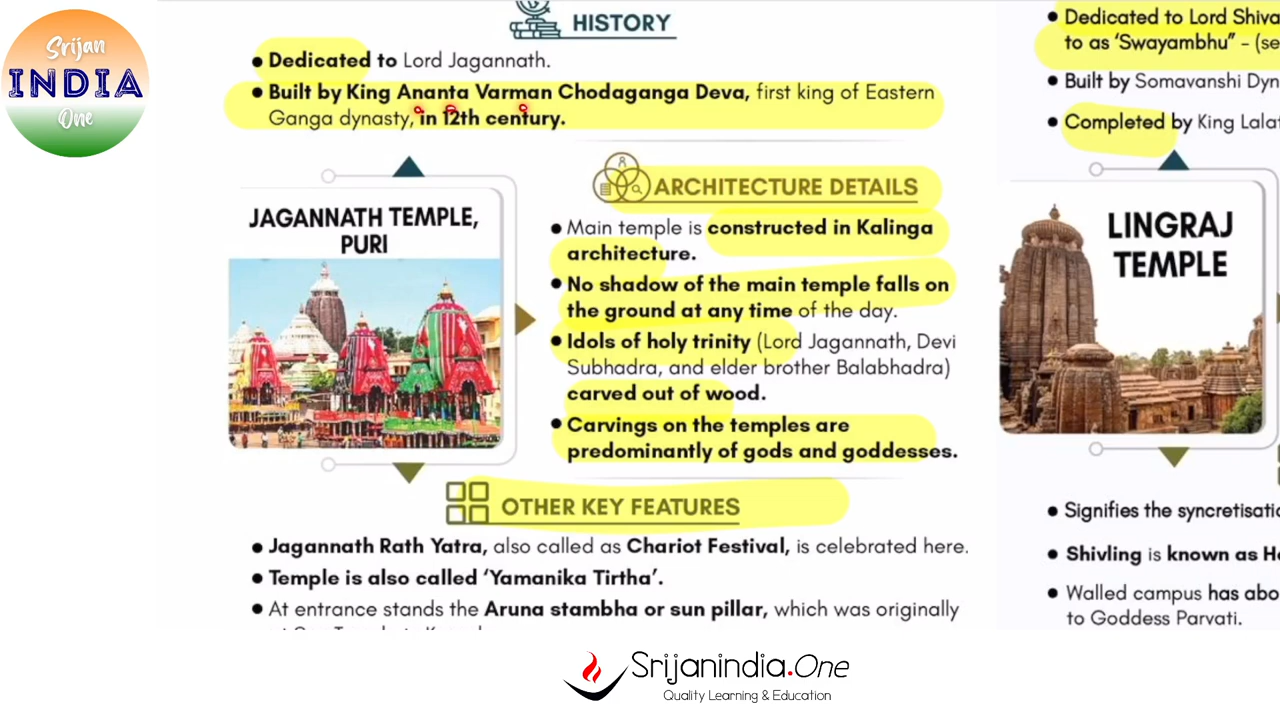 Srijan
INDIA
One
HISTORY
• Dedicated to Lord Jagannath.
• Built by King Ananta Varman Chodaganga Deva, first king of Eastern
Ganga dynasty, in 12th century.
JAGANNATH TEMPLE,
PURI
ARCHITECTURE DETAILS
• Main temple is constructed in Kalinga
architecture.
• No shadow of the main temple falls on
the ground at any time of the day.
• Idols of holy trinity (Lord Jagannath, Devi
Subhadra, and elder brother Balabhadra)
carved out of wood.
• Carvings on the temples are
predominantly of gods and goddesses.
OTHER KEY FEATURES
• Jagannath Rath Yatra, also called as Chariot Festival, is celebrated here.
• Temple is also called ‘Yamanika Tirtha’.
• At entrance stands the Aruna stambha or sun pillar, which was originally
• Dedicated to Lord Shiva
to as ‘Swayambhu” – (se
• Built by Somavanshi Dyn
• Completed by King Lala
LINGRAJ
TEMPLE
• Signifies the syncretisati
• Shivling is known as H
• Walled campus has abo
to Goddess Parvati.
Srijanindia.One
Quality Learning & Education